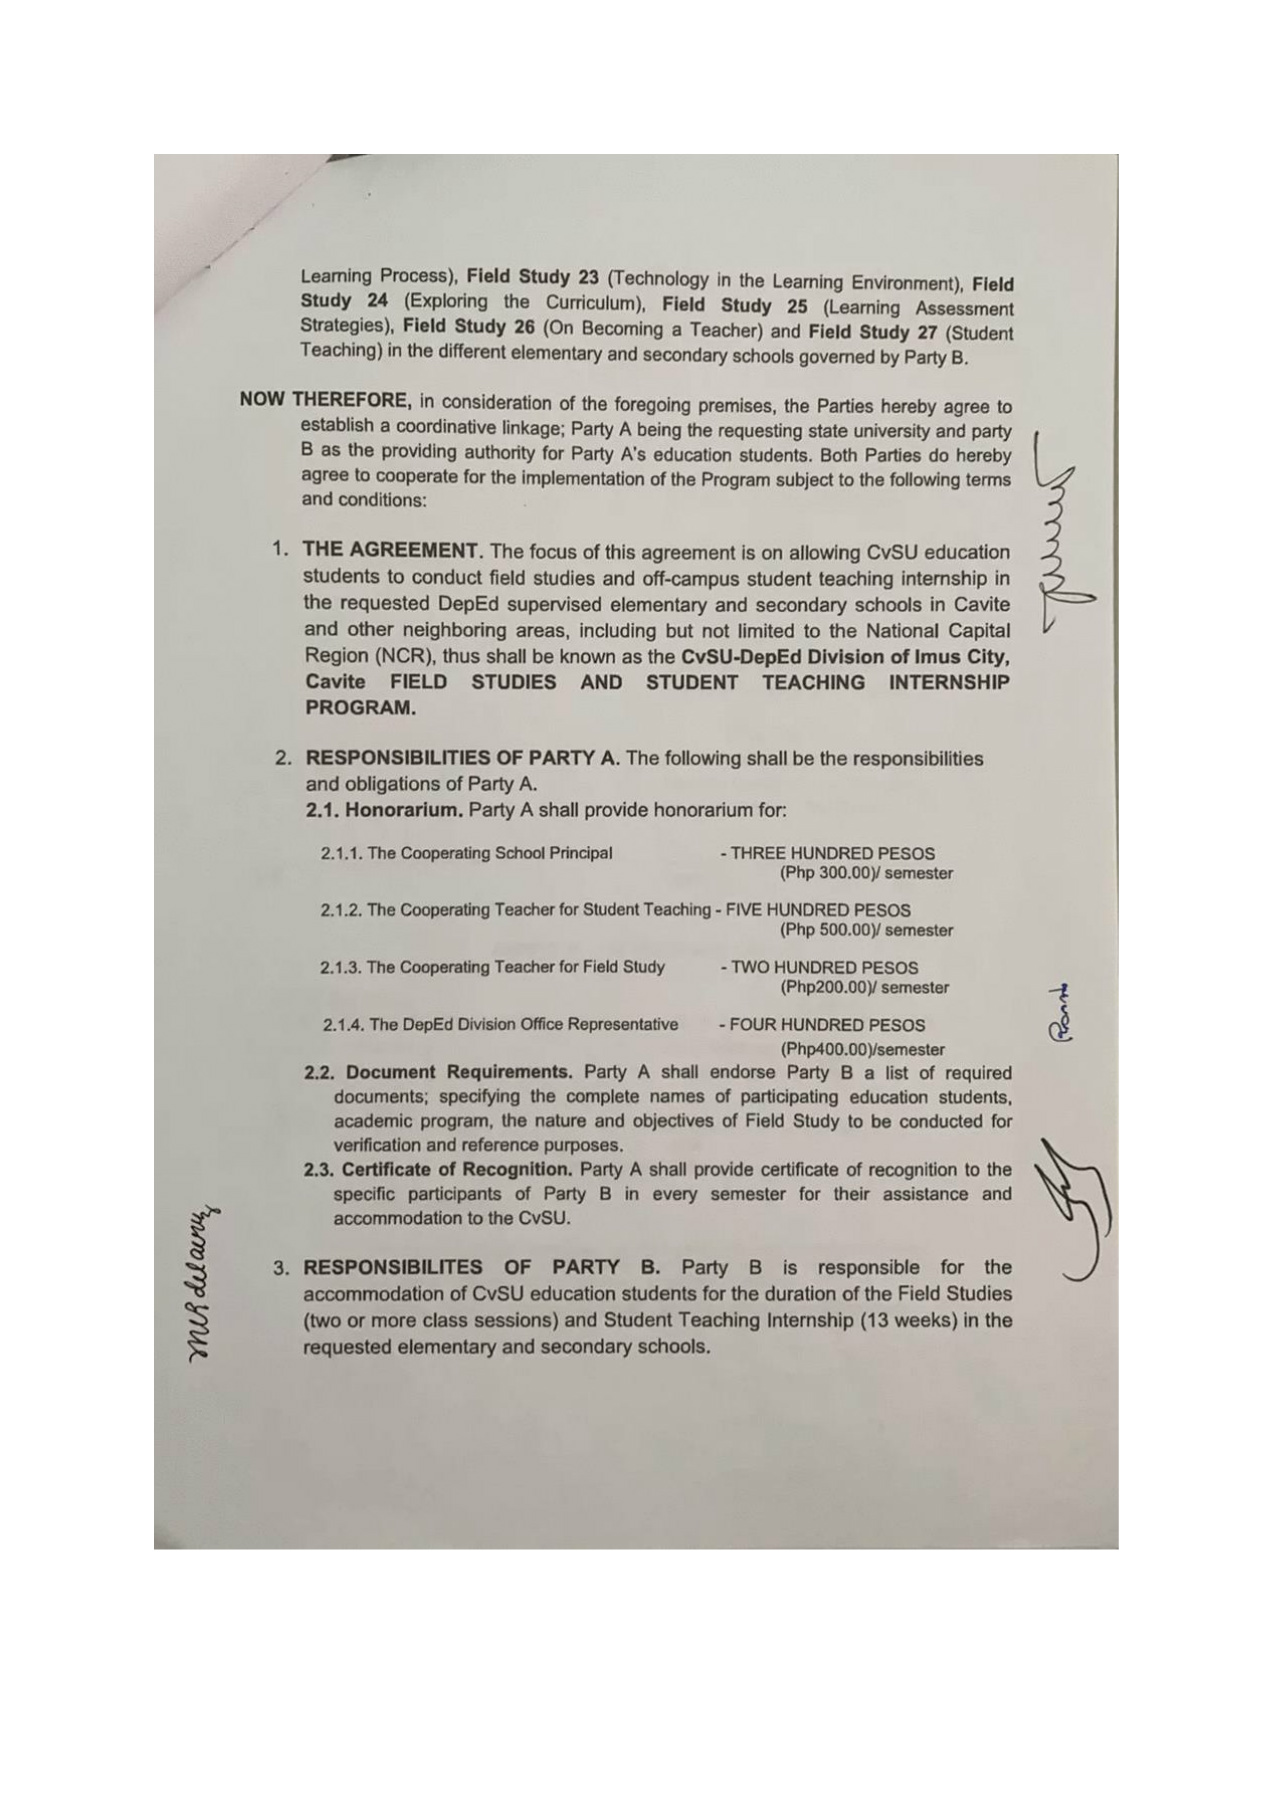 Learning Process), Field Study 23 (Technology in the Learning Environment), Field
Study 24 (Exploring the Curriculum), Field Study 25 (Learning Assessment
Strategies), Field Study 26 (On Becoming a Teacher) and Field Study 27 (Student
Teaching) in the different elementary and secondary schools governed by Party B.
NOW THEREFORE, in consideration of the foregoing premises, the Parties hereby agree to
establish a coordinative linkage; Party A being the requesting state university and party
B as the providing authority for Party A's education students. Both Parties do hereby
agree to cooperate for the implementation of the Program subject to the following terms
and conditions:
1. THE AGREEMENT. The focus of this agreement is on allowing CvSU education
students to conduct field studies and off-campus student teaching internship in
the requested DepEd supervised elementary and secondary schools in Cavite
and other neighboring areas, including but not limited to the National Capital
Region (NCR), thus shall be known as the CvSU-DepEd Division of Imus City,
Cavite FIELD STUDIES AND STUDENT TEACHING INTERNSHIP
PROGRAM.
2. RESPONSIBILITIES OF PARTY A. The following shall be the responsibilities
and obligations of Party A.
2.1. Honorarium. Party A shall provide honorarium for:
2.1.1. The Cooperating School Principal - THREE HUNDRED PESOS
(Php 300.00)/ semester
2.1.2. The Cooperating Teacher for Student Teaching - FIVE HUNDRED PESOS
(Php 500.00)/ semester
2.1.3. The Cooperating Teacher for Field Study - TWO HUNDRED PESOS
(Php200.00)/ semester
2.1.4. The DepEd Division Office Representative - FOUR HUNDRED PESOS
(Php400.00)/semester
2.2. Document Requirements. Party A shall endorse Party B a list of required
documents; specifying the complete names of participating education students,
academic program, the nature and objectives of Field Study to be conducted for
verification and reference purposes.
2.3. Certificate of Recognition. Party A shall provide certificate of recognition to the
specific participants of Party B in every semester for their assistance and
accommodation to the CvSU.
3. RESPONSIBILITES OF PARTY B. Party B is responsible for the
accommodation of CvSU education students for the duration of the Field Studies
(two or more class sessions) and Student Teaching Internship (13 weeks) in the
requested elementary and secondary schools.